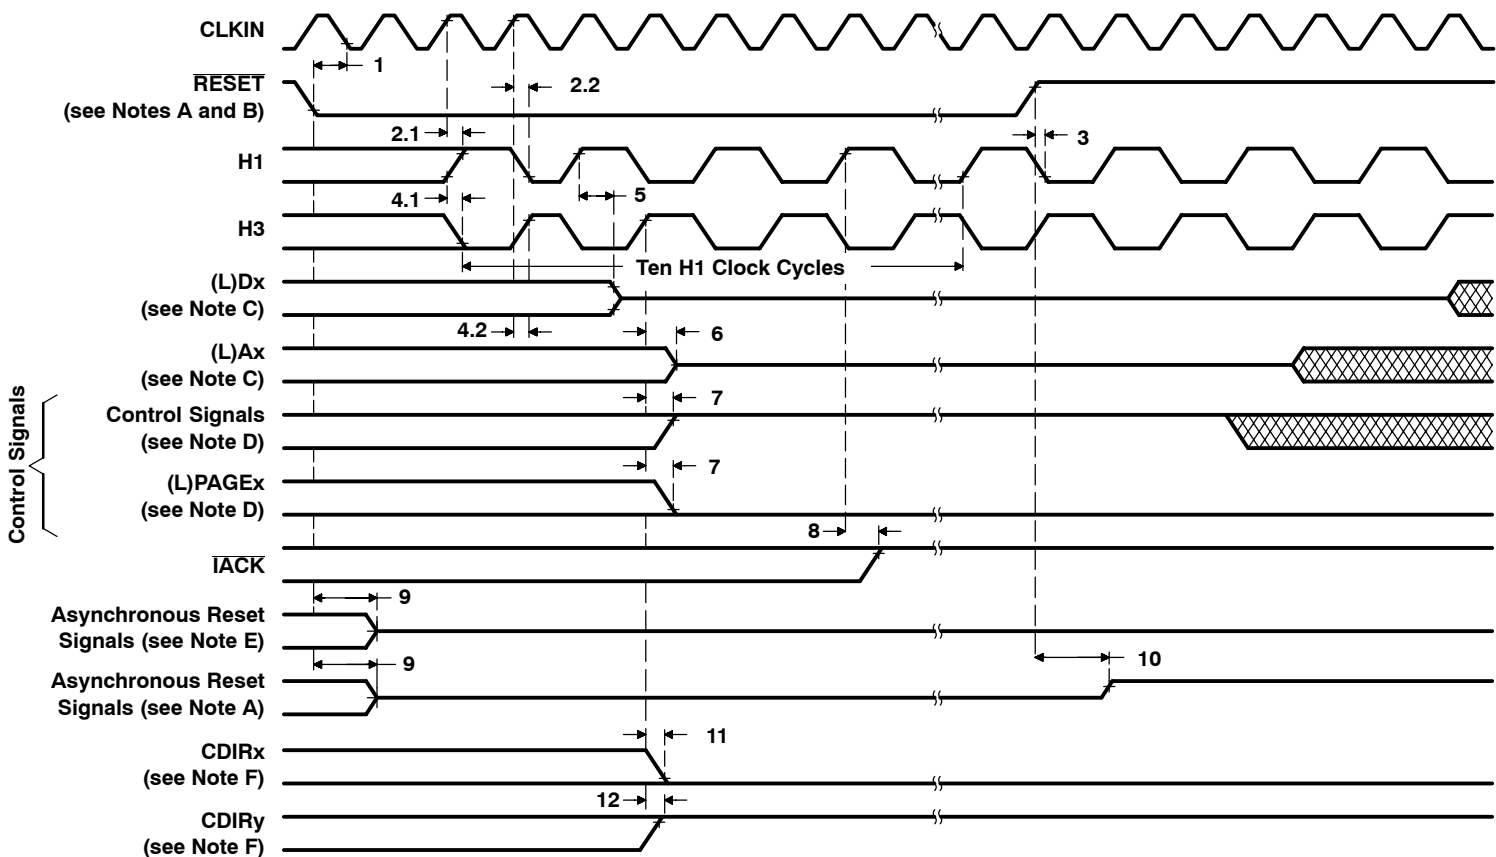 CLKIN
1
RESET
2.2
(see Notes A and B)
2.1
3
H1
4.1
5
H3
Ten H1 Clock Cycles
(L)Dx
(see Note C)
4.2
6
(L)Ax
(see Note C)
Control Signals
7
Control Signals
(see Note D)
7
(L)PAGEx
(see Note D)
8
IACK
9
Asynchronous Reset
Signals (see Note E)
9
10
Asynchronous Reset
Signals (see Note A)
11
CDIRx
(see Note F)
12
CDIRy
(see Note F)